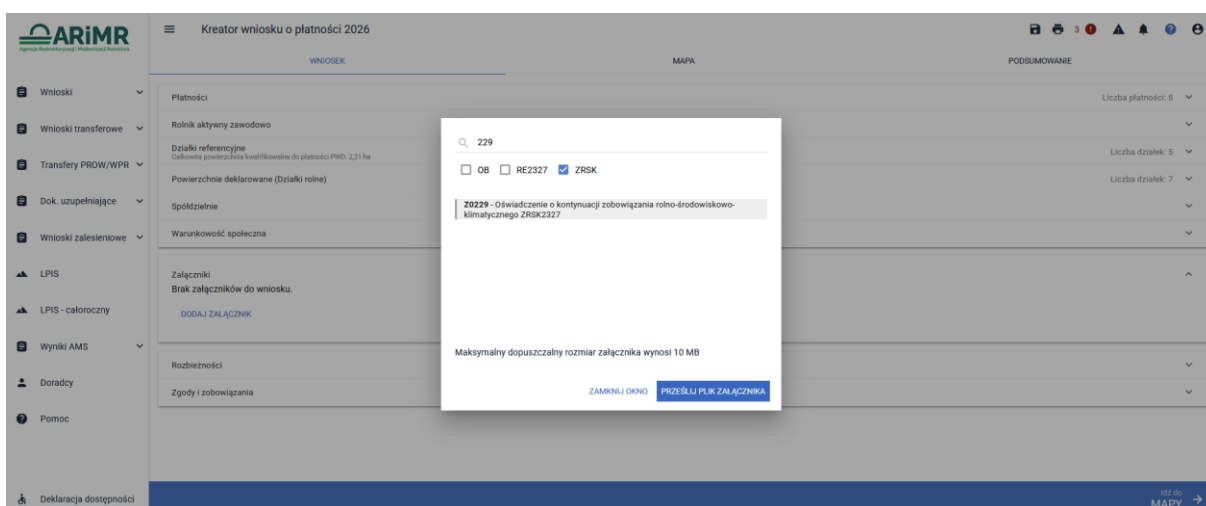 ARiMR
Agencja Restrukturyzacji i Modernizacji Rolnictwa
Kreator wniosku o płatności 2026
3
WNIOSEK
MAPA
PODSUMOWANIE
Wnioski
Wnioski transferowe
Transfery PROW/WPR
Dok. uzupełniające
Wnioski zalesieniowe
LPIS
LPIS - całoroczny
Wyniki AMS
Doradcy
Pomoc
Deklaracja dostępności
Płatności
Liczba płatności: 5
Rolnik aktywny zawodowo
Działki referencyjne
Całkowita powierzchnia kwalifikowalna do płatności PWD: 2,31 ha
Liczba działek: 5
Powierzchnie deklarowane (Działki rolne)
Liczba działek: 7
Spółdzielnie
Warunkowość społeczna
Załączniki
Brak załączników do wniosku.
DODAJ ZAŁĄCZNIK
Rozbieżności
Zgody i zobowiązania
229
OB RE2327 ZRSK
Z0229 - Oświadczenie o kontynuacji zobowiązania rolno-środowiskowo-
klimatycznego ZRSK2327
Maksymalny dopuszczalny rozmiar załącznika wynosi 10 MB
ZAMKNIJ OKNO PRZEŚLIJ PLIK ZAŁĄCZNIKA
Idź do
MAPY